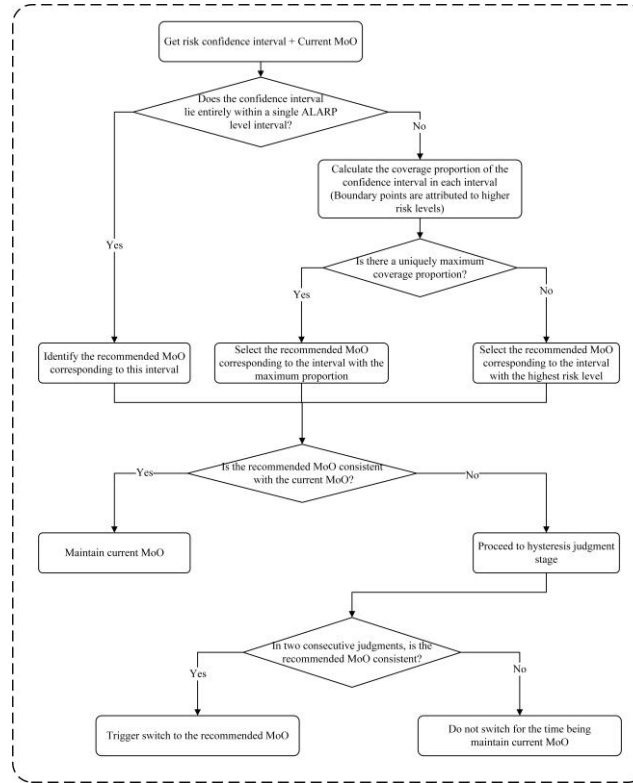 Get risk confidence interval + Current MoO
Does the confidence interval
lie entirely within a single ALARP
level interval?
No
Calculate the coverage proportion of the
confidence interval in each interval
(Boundary points are attributed to higher
risk levels)
Yes
Is there a uniquely maximum
coverage proportion?
Yes
No
Identify the recommended MoO
corresponding to this interval
Select the recommended MoO
corresponding to the interval with the
maximum proportion
Select the recommended MoO
corresponding to the interval
with the highest risk level
Is the recommended MoO consistent
with the current MoO?
Yes
No
Maintain current MoO
Proceed to hysteresis judgment
stage
In two consecutive judgments, is the
recommended MoO consistent?
Yes
No
Trigger switch to the recommended MoO
Do not switch for the time being
maintain current MoO